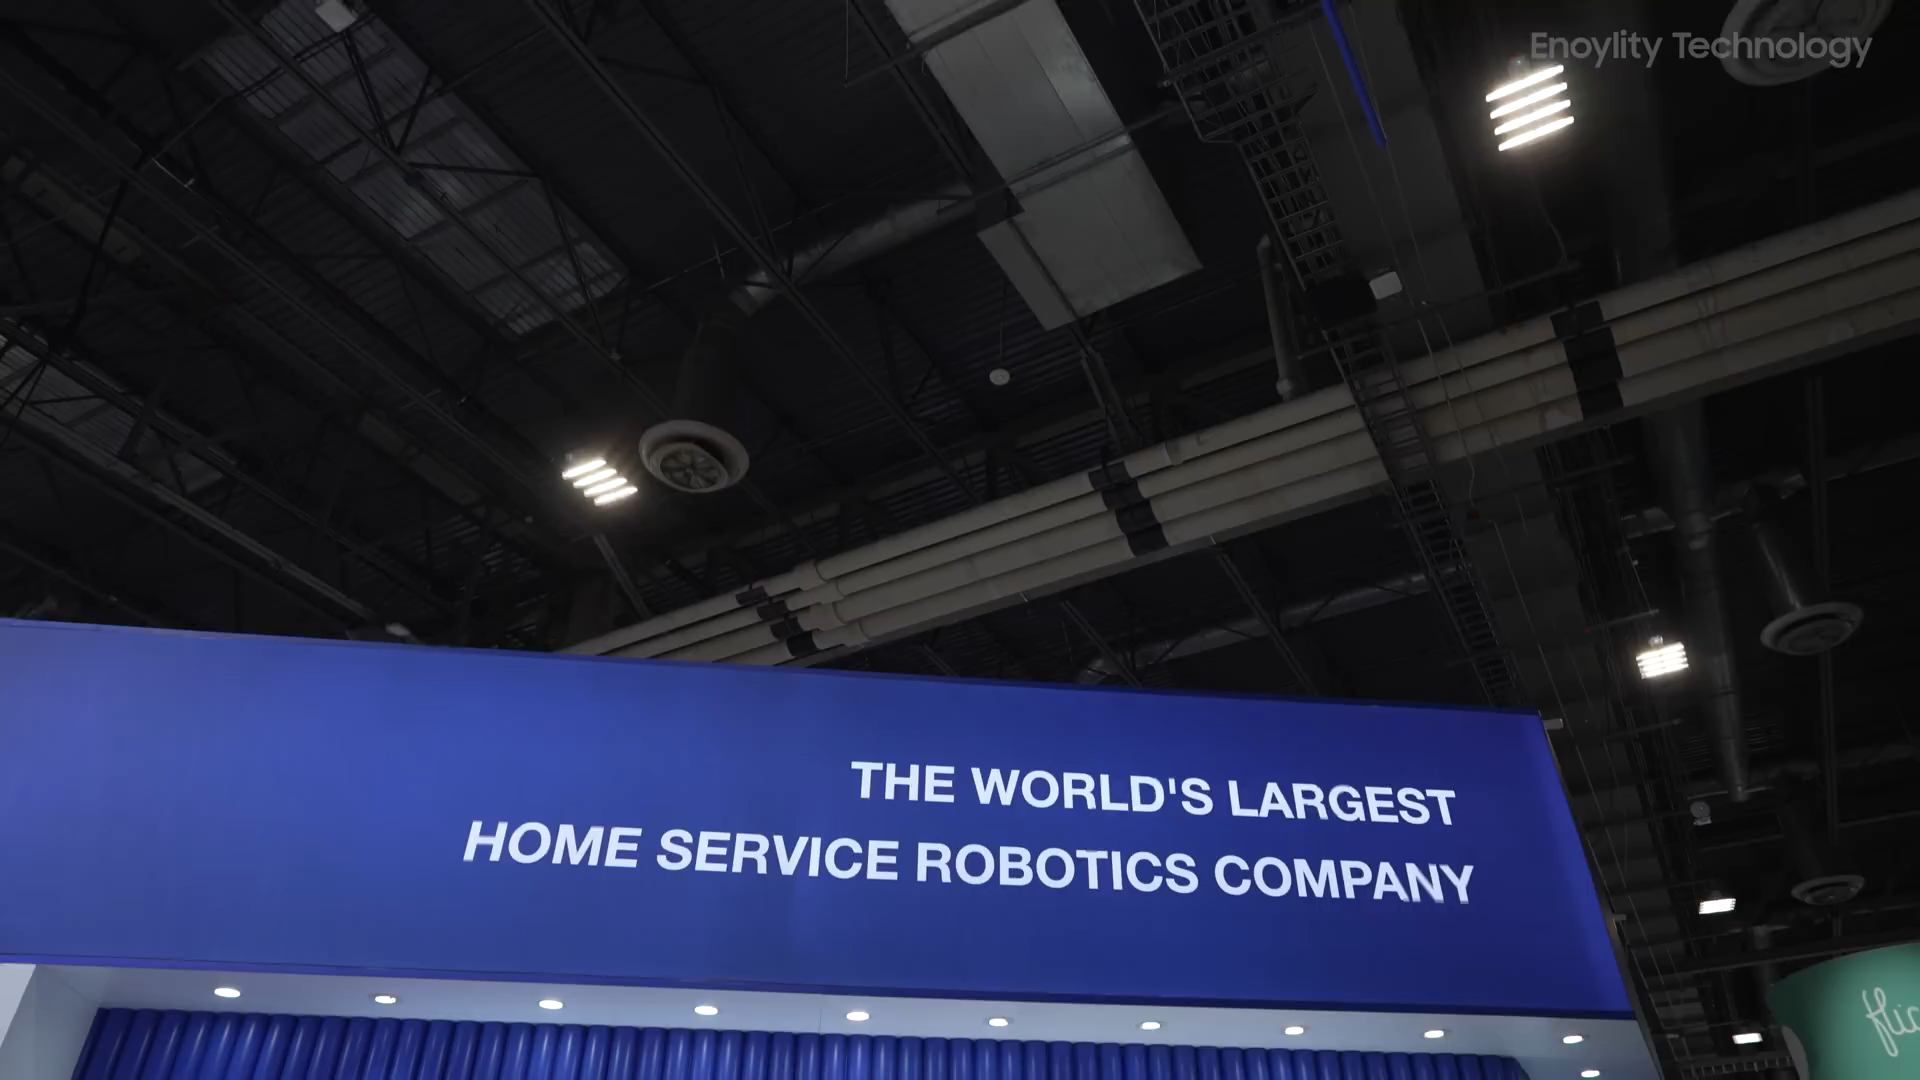 Enoylity Technology
THE WORLD'S LARGEST
HOME SERVICE ROBOTICS COMPANY